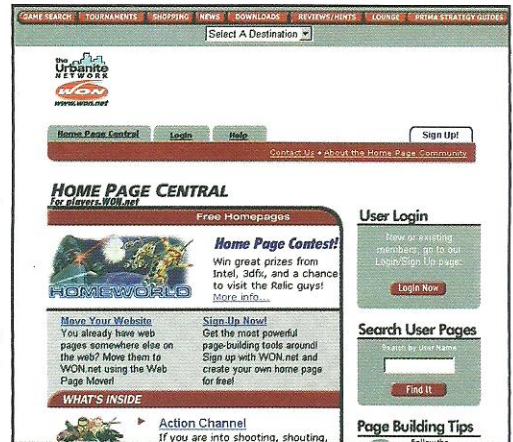 GAME SEARCH TOURNAMENTS SHOPPING NEWS DOWNLOADS REVIEWS/HINTS LOUNGE PRIMA STRATEGY GUIDES
Select A Destination
the
Urbanite
NETWORK
WON
www.won.net
Home Page Central Login Help Sign Up!
Contact Us • About the Home Page Community
HOME PAGE CENTRAL
For players.WON.net
Free Homepages
HOMEWORLD
Home Page Contest!
Win great prizes from
Intel, 3dfx, and a chance
to visit the Relic guys!
More info...
Move Your Website
You already have web
pages somewhere else on
the web? Move them to
WON.net using the Web
Page Mover!
Sign-Up Now!
Get the most powerful
page-building tools around!
Sign up with WON.net and
create your own home page
for free!
WHAT'S INSIDE
Action Channel
If you are into shooting, shouting,
User Login
New or existing
members, go to our
Login/Sign Up page:
Login Now
Search User Pages
Search by User Name
Find It
Page Building Tips
Follow the